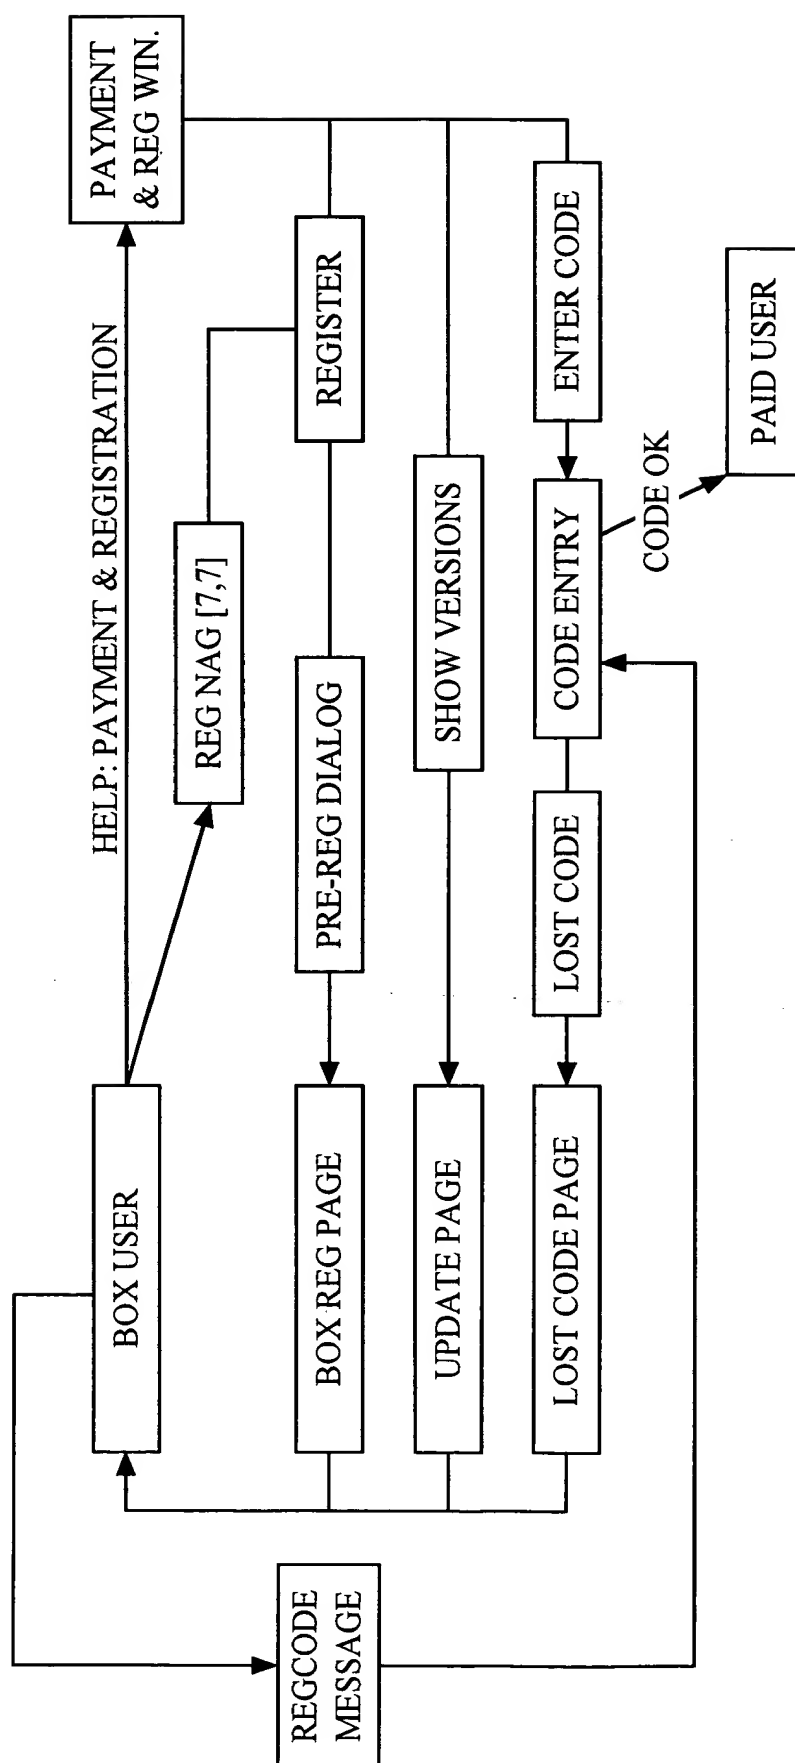 BOX USER
HELP: PAYMENT & REGISTRATION
PAYMENT
& REG WIN.
REG NAG [7,7]
REGCODE
MESSAGE
BOX REG PAGE
PRE-REG DIALOG
REGISTER
UPDATE PAGE
SHOW VERSIONS
LOST CODE PAGE
LOST CODE
CODE ENTRY
ENTER CODE
CODE OK
PAID USER